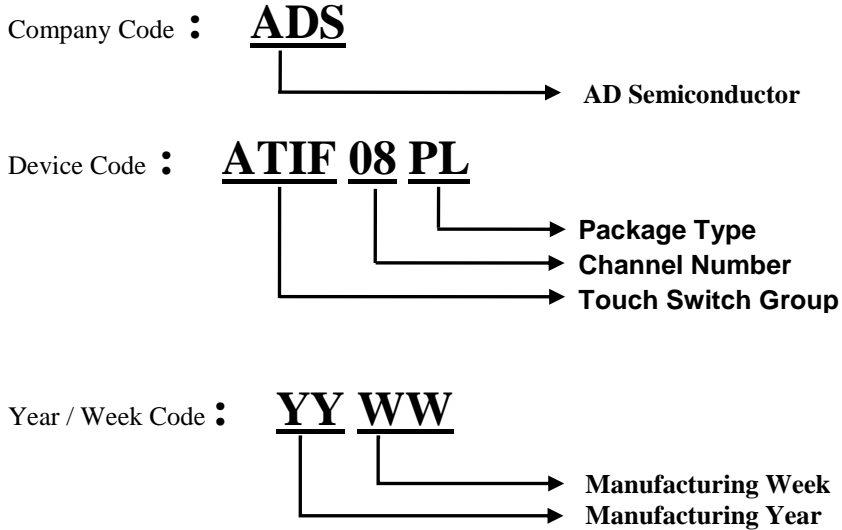 Company Code : ADS
AD Semiconductor
Device Code : ATIF 08 PL
Package Type
Channel Number
Touch Switch Group
Year / Week Code : YY WW
Manufacturing Week
Manufacturing Year